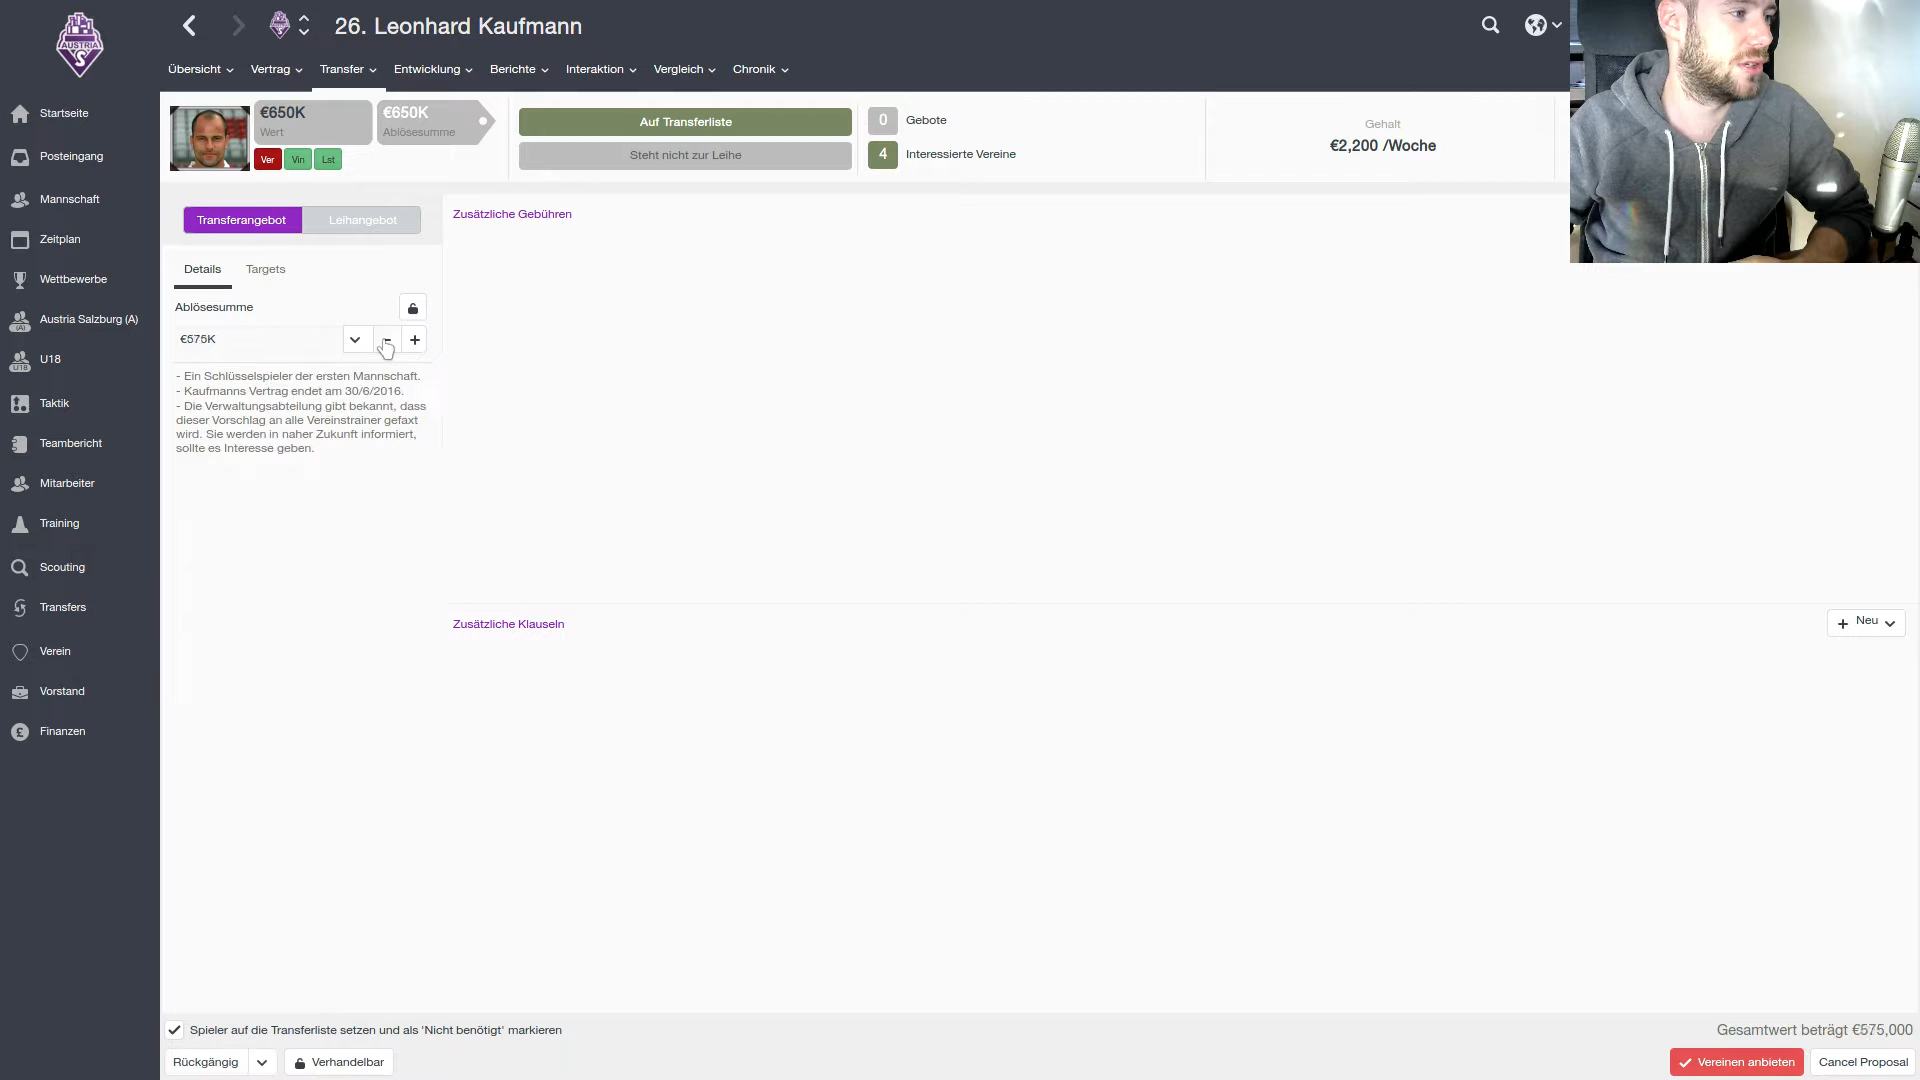 AUSTRIA
S
26. Leonhard Kaufmann
Übersicht
Vertrag
Transfer
Entwicklung
Berichte
Interaktion
Vergleich
Chronik
€650K
Wert
€650K
Ablösesumme
Ver
Vin
Lst
Auf Transferliste
Steht nicht zur Leihe
0 Gebote
4 Interessierte Vereine
Gehalt
€2,200 /Woche
Startseite
Posteingang
Mannschaft
Zeitplan
Wettbewerbe
Austria Salzburg (A)
U18
Taktik
Teambericht
Mitarbeiter
Training
Scouting
Transfers
Verein
Vorstand
Finanzen
Transferangebot
Leihangebot
Details
Targets
Ablösesumme
€575K
- Ein Schlüsselspieler der ersten Mannschaft.
- Kaufmanns Vertrag endet am 30/6/2016.
- Die Verwaltungsabteilung gibt bekannt, dass
dieser Vorschlag an alle Vereinstrainer gefaxt
wird. Sie werden in naher Zukunft informiert,
sollte es Interesse geben.
Zusätzliche Gebühren
Zusätzliche Klauseln
+ Neu
Spieler auf die Transferliste setzen und als 'Nicht benötigt' markieren
Gesamtwert beträgt €575,000
Rückgängig
Verhandelbar
Vereinen anbieten
Cancel Proposal